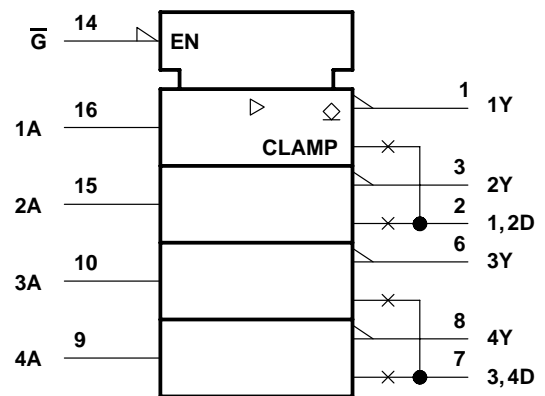 G̅ 14 EN
1 1Y
16 1A
CLAMP
3 2Y
15 2A
2 1,2D
6 3Y
10 3A
8 4Y
9 4A
7 3,4D